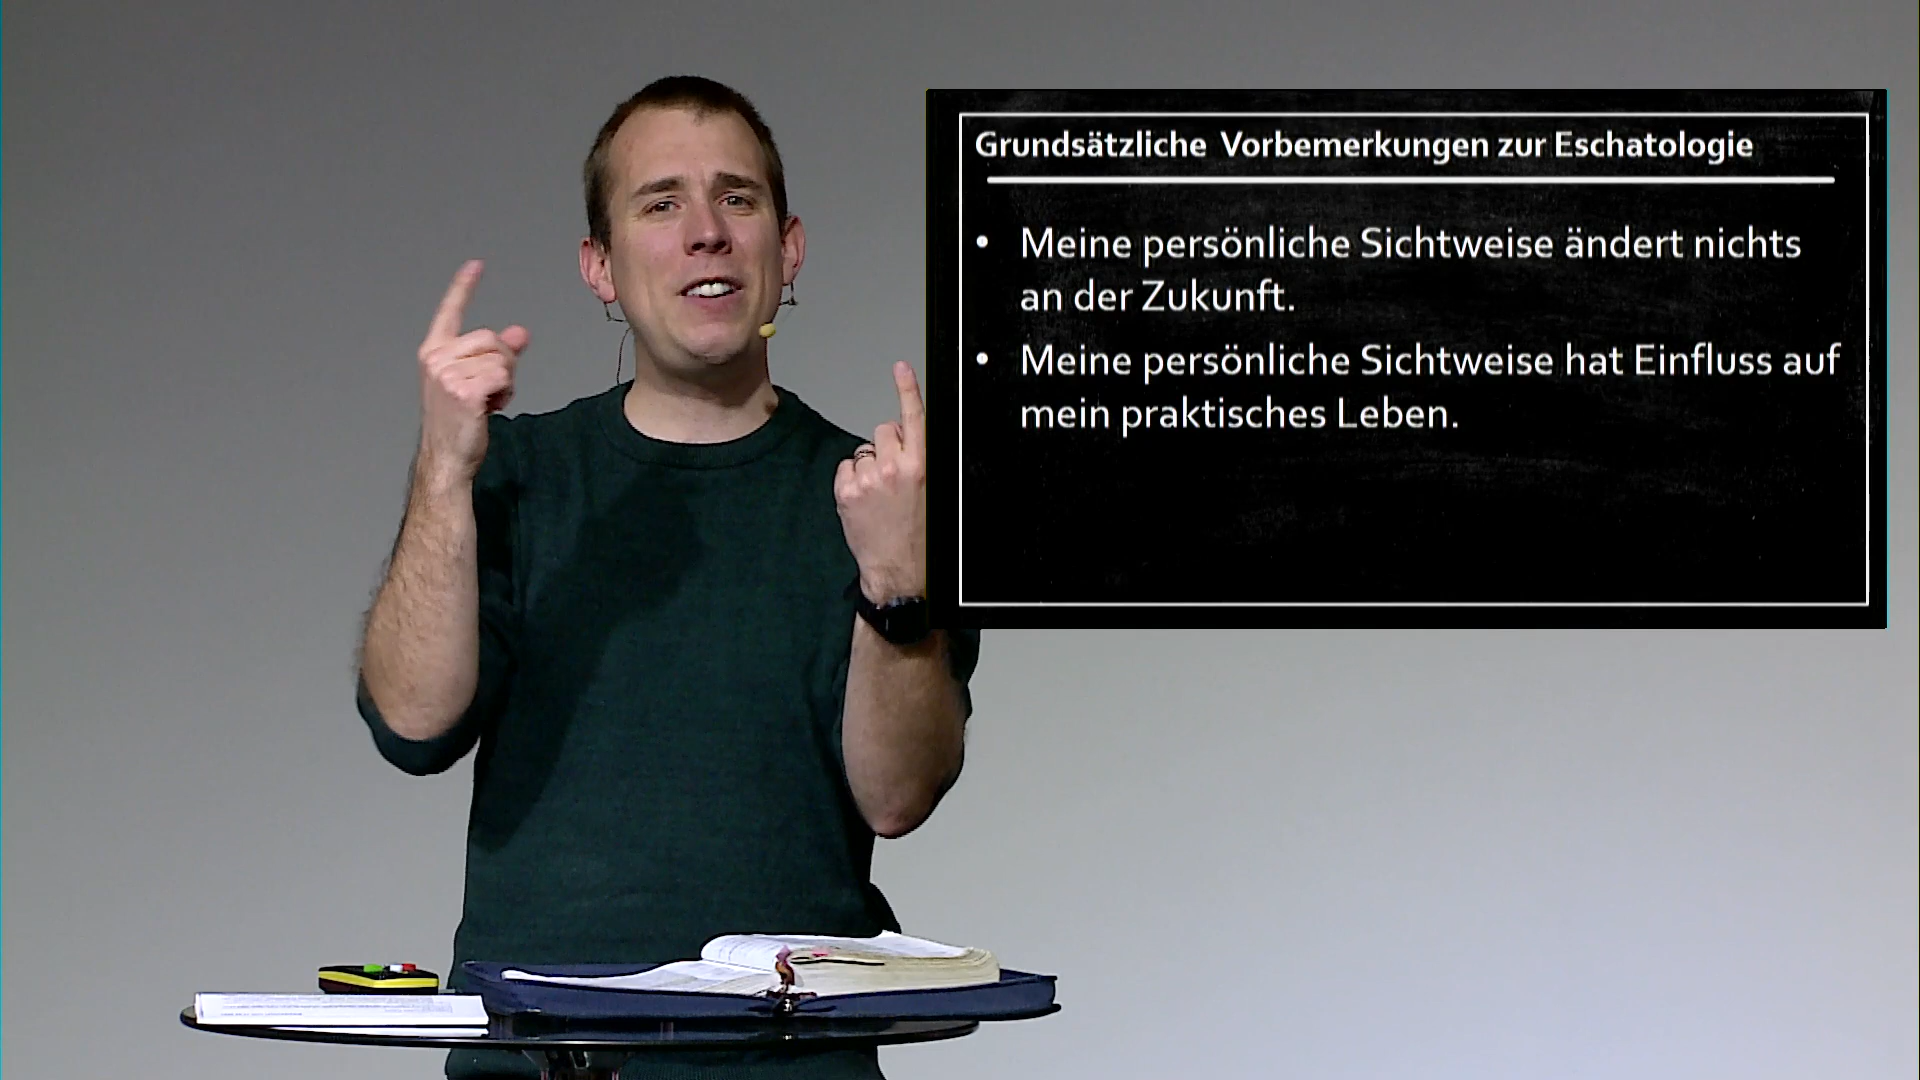 Grundsätzliche Vorbemerkungen zur Eschatologie
• Meine persönliche Sichtweise ändert nichts
an der Zukunft.
• Meine persönliche Sichtweise hat Einfluss auf
mein praktisches Leben.